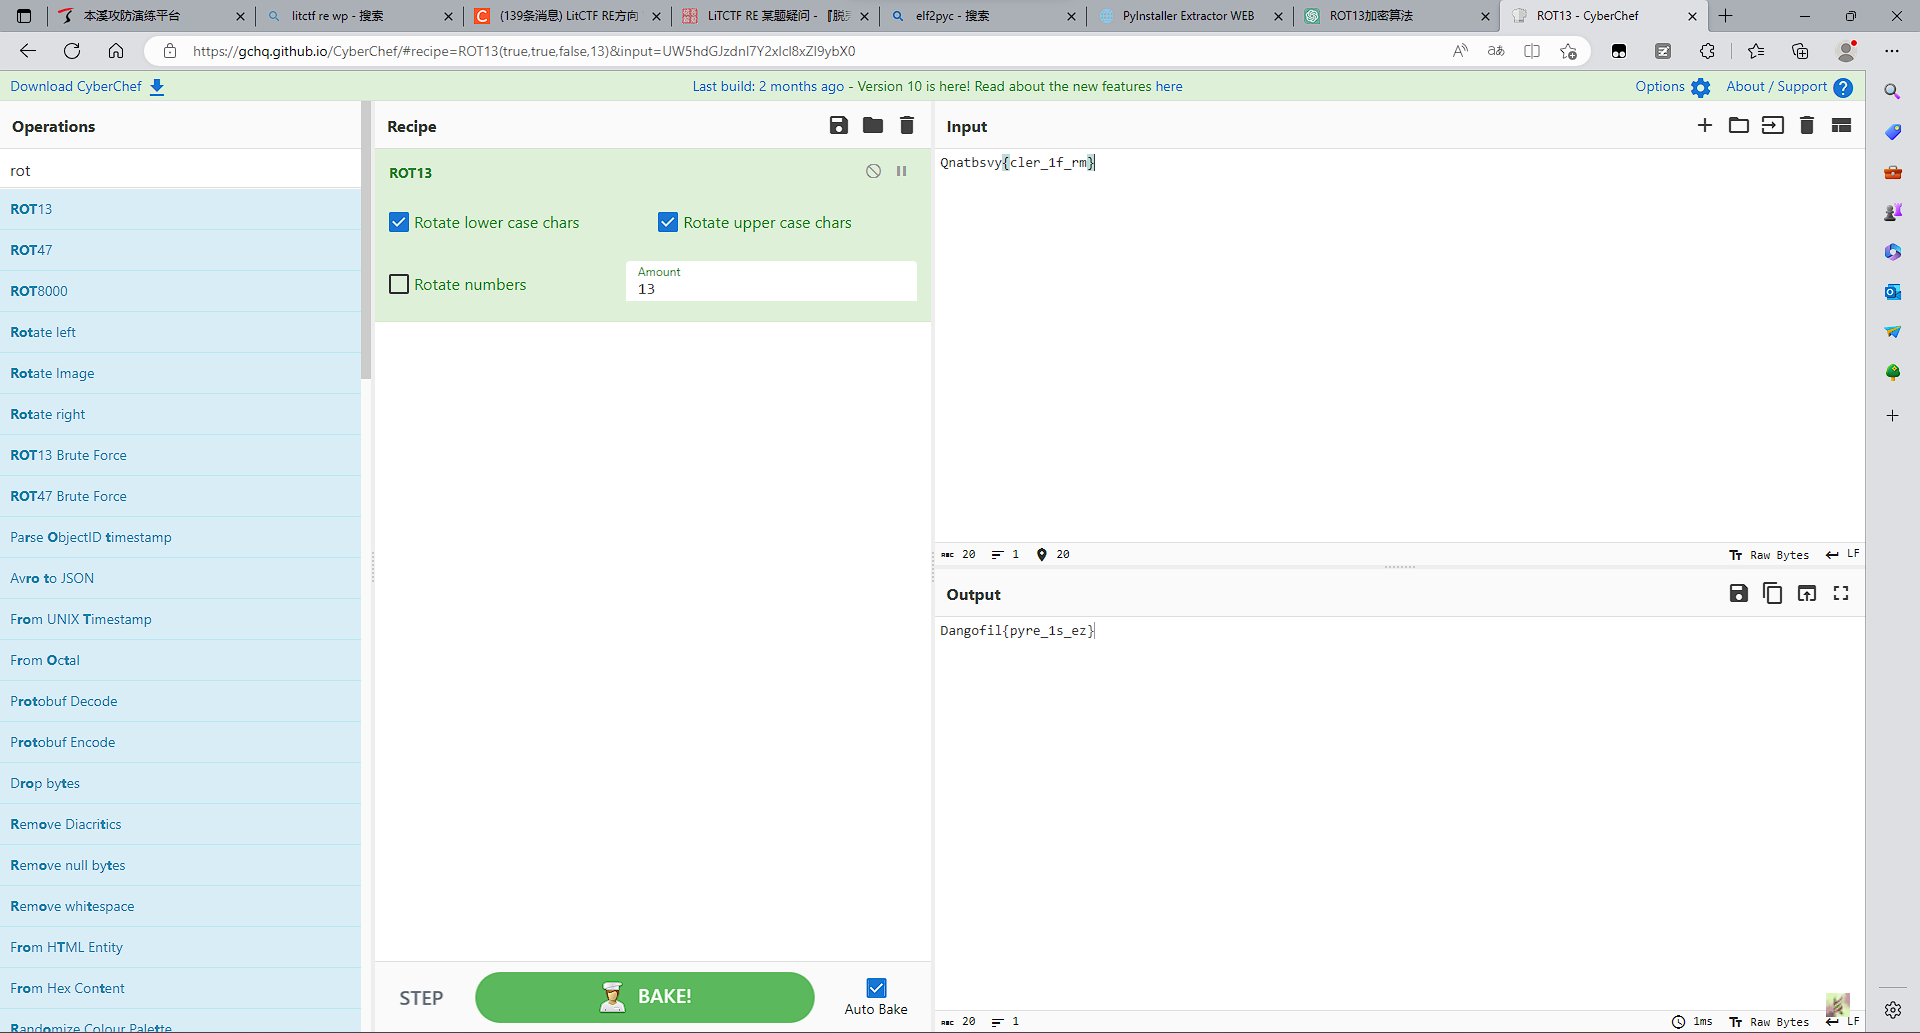 本溪攻防演练平台
litctf re wp - 搜索
(139条消息) LitCTF RE方向
LiTCTF RE 某题疑问 - 『脱
elf2pyc - 搜索
PyInstaller Extractor WEB
ROT13加密算法
ROT13 - CyberChef
https://gchq.github.io/CyberChef/#recipe=ROT13(true,true,false,13)&input=UW5hdGJzdnl7Y2xlcl8xZl9ybX0
Download CyberChef
Last build: 2 months ago - Version 10 is here! Read about the new features here
Options
About / Support
Operations
rot
ROT13
ROT47
ROT8000
Rotate left
Rotate Image
Rotate right
ROT13 Brute Force
ROT47 Brute Force
Parse ObjectID timestamp
Avro to JSON
From UNIX Timestamp
From Octal
Protobuf Decode
Protobuf Encode
Drop bytes
Remove Diacritics
Remove null bytes
Remove whitespace
From HTML Entity
From Hex Content
Randomize Colour Palette
Recipe
ROT13
Rotate lower case chars
Rotate upper case chars
Rotate numbers
Amount
13
STEP
BAKE!
Auto Bake
Input
Qnatbsvy{cler_1f_rm}
20
1
20
Raw Bytes
LF
Output
Dangofil{pyre_1s_ez}
20
1
1ms
Raw Bytes
LF